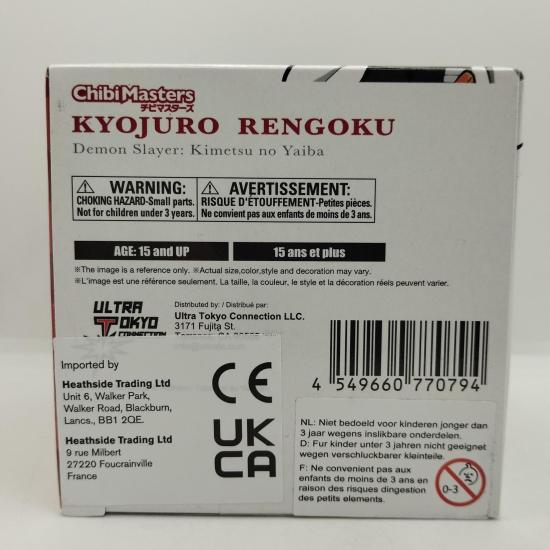 ChibiMasters
チビマスターズ
KYOJURO RENGOKU
Demon Slayer: Kimetsu no Yaiba
WARNING:
CHOKING HAZARD-Small parts.
Not for children under 3 years.
AVERTISSEMENT:
RISQUE D'ÉTOUFFEMENT-Petites pièces.
Ne convient pas aux enfants de moins de 3 ans.
AGE: 15 and UP
15 ans et plus
※The image is a reference only. ※Actual size,color,style and decoration may vary.
※L'image est une référence seulement. La taille, la couleur, le style et la décoration réels peuvent varier.
ULTRA
TOKYO
CONNECTION
Distributed by: / Distribué par:
Ultra Tokyo Connection LLC.
3171 Fujita St.
4 549660 770794
Imported by
Heathside Trading Ltd
Unit 6, Walker Park,
Walker Road, Blackburn,
Lancs., BB1 2QE.
Heathside Trading Ltd
9 rue Milbert
27220 Foucrainville
France
CE
UK
CA
NL: Niet bedoeld voor kinderen jonger dan
3 jaar wegens inslikbare onderdelen.
D: Fur kinder unter 3 jahren nicht geeignet
wegen verschluckbarer kleinteile.
F: Ne convenient pas aux
enfants de moins de 3 ans en
raison des risques dingestion
des petits elements.
0-3